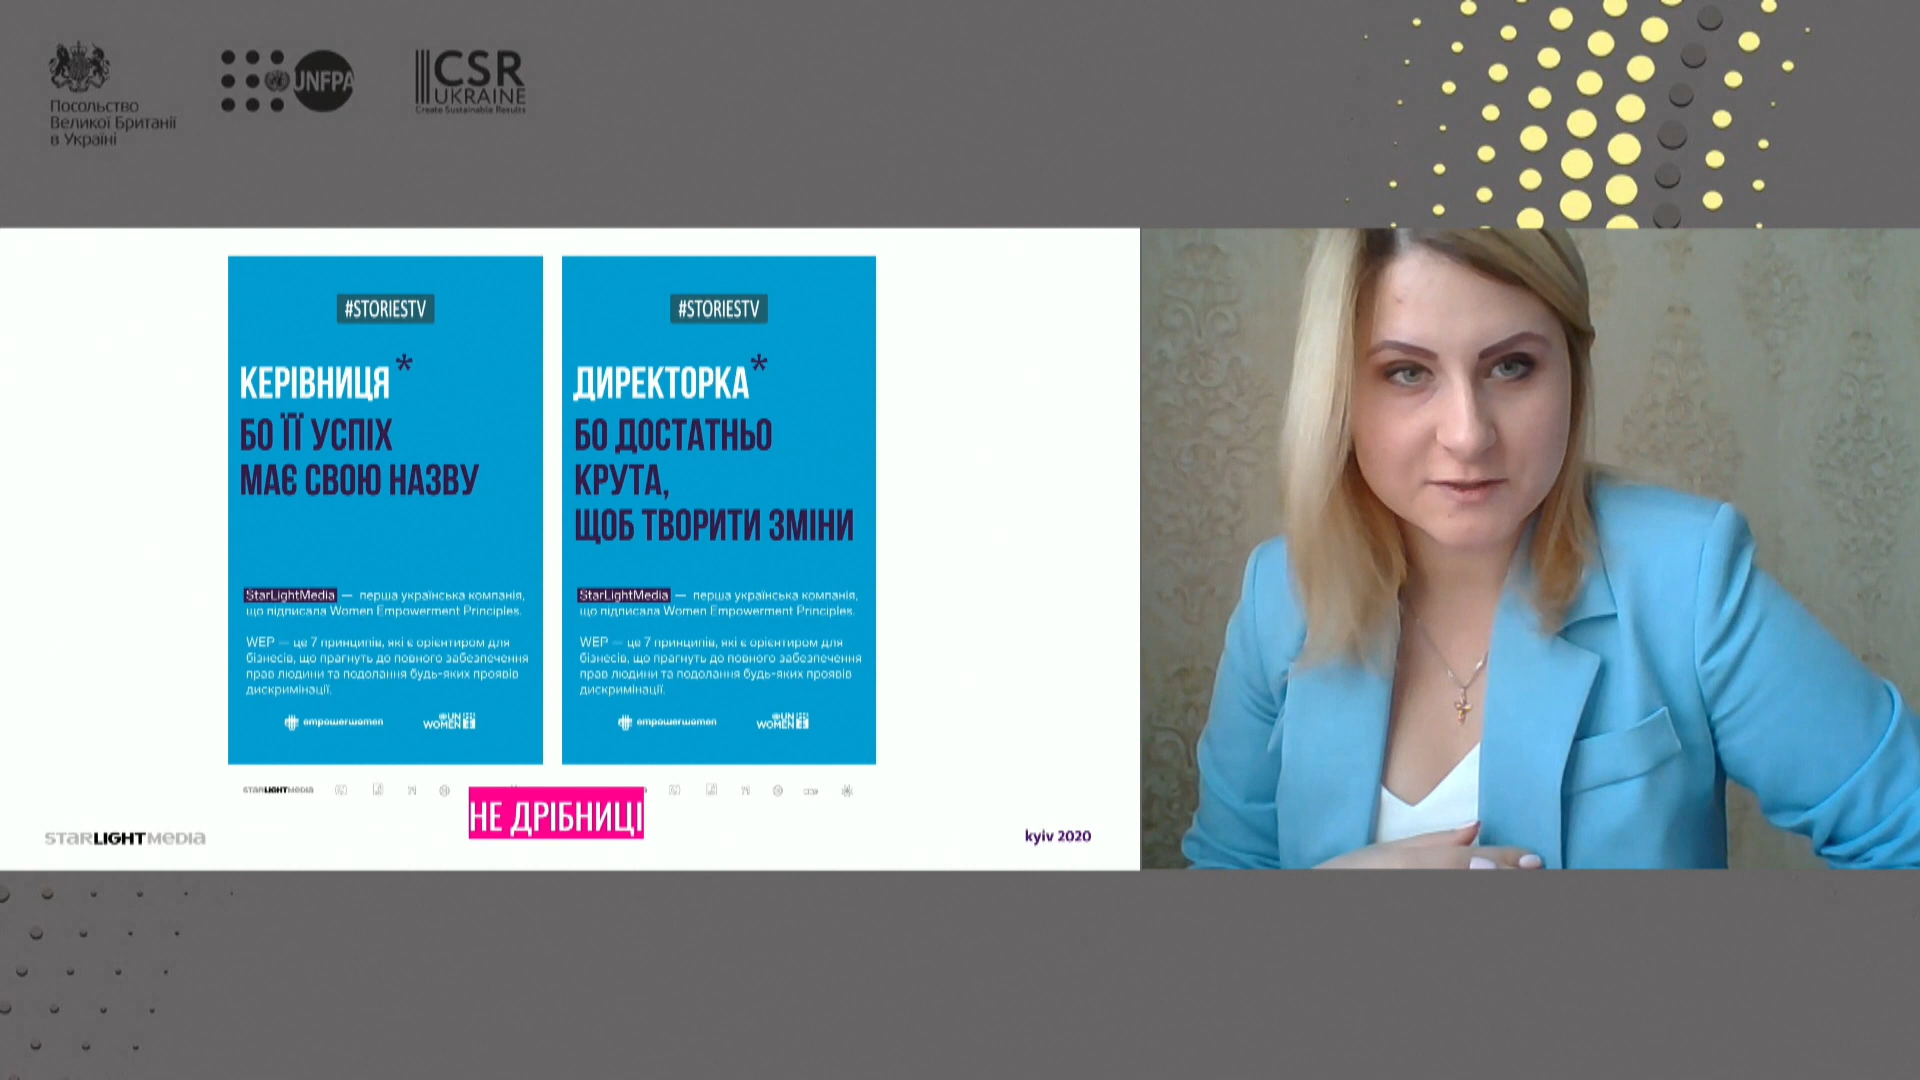 Посольство
Великої Британії
в Україні
UNFPA
CSR
UKRAINE
Create Sustainable Results
#STORIESTV
КЕРІВНИЦЯ*
БО ЇЇ УСПІХ
МАЄ СВОЮ НАЗВУ
StarLightMedia — перша українська компанія,
що підписала Women Empowerment Principles.
WEP — це 7 принципів, які є орієнтиром для
бізнесів, що прагнуть до повного забезпечення
прав людини та подолання будь-яких проявів
дискримінації.
empowerwomen
UN
WOMEN
#STORIESTV
ДИРЕКТОРКА*
БО ДОСТАТНЬО
КРУТА,
ЩОБ ТВОРИТИ ЗМІНИ
StarLightMedia — перша українська компанія,
що підписала Women Empowerment Principles.
WEP — це 7 принципів, які є орієнтиром для
бізнесів, що прагнуть до повного забезпечення
прав людини та подолання будь-яких проявів
дискримінації.
empowerwomen
UN
WOMEN
STARLIGHTMEDIA
НЕ ДРІБНИЦІ
STARLIGHTMEDIA
kyiv 2020